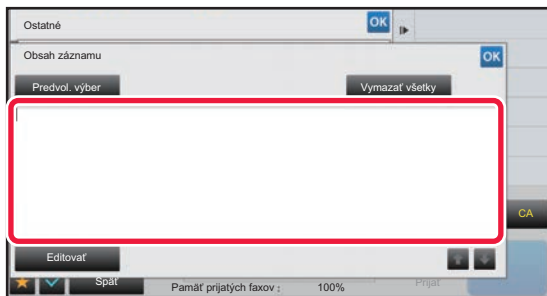 Ostatné OK
Obsah záznamu OK
Predvol. výber Vymazať všetky
CA
Editovať
Späť Pamäť prijatých faxov : 100% Prijať